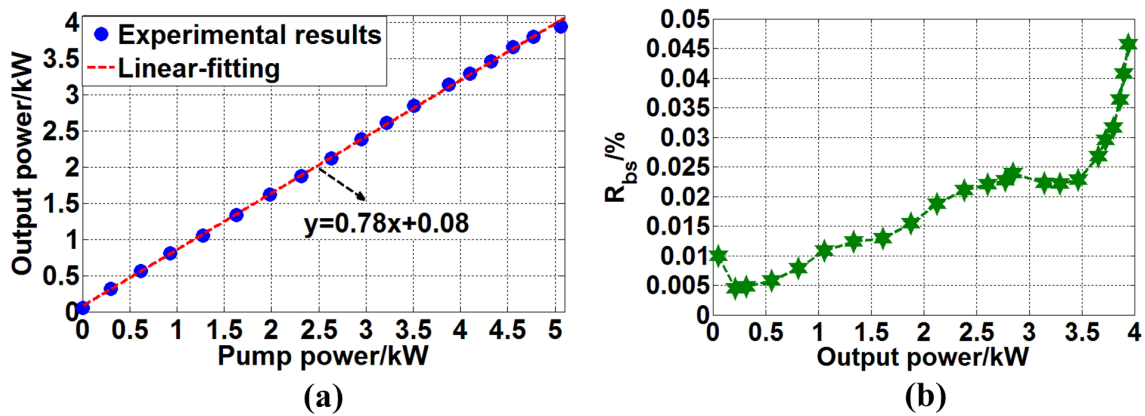 Output power/kW
4
3.5
3
2.5
2
1.5
1
0.5
0
Experimental results
Linear-fitting
y=0.78x+0.08
0 0.5 1 1.5 2 2.5 3 3.5 4 4.5 5
Pump power/kW
(a)
R_bs/%
0.05
0.045
0.04
0.035
0.03
0.025
0.02
0.015
0.01
0.005
0
0 0.5 1 1.5 2 2.5 3 3.5 4
Output power/kW
(b)